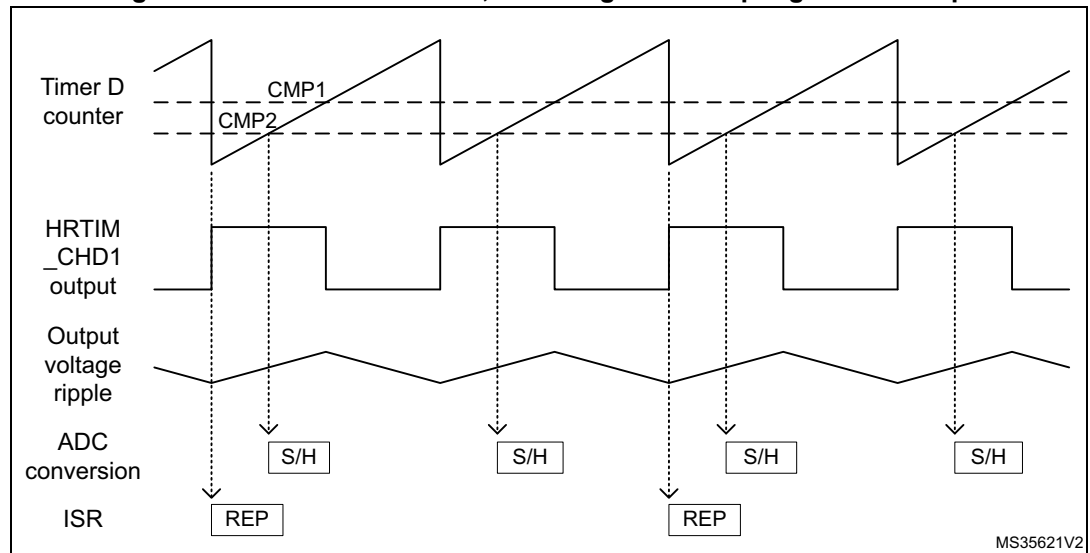 Timer D
counter
CMP1
CMP2
HRTIM
_CHD1
output
Output
voltage
ripple
ADC
conversion
S/H
S/H
S/H
S/H
ISR
REP
REP
MS35621V2